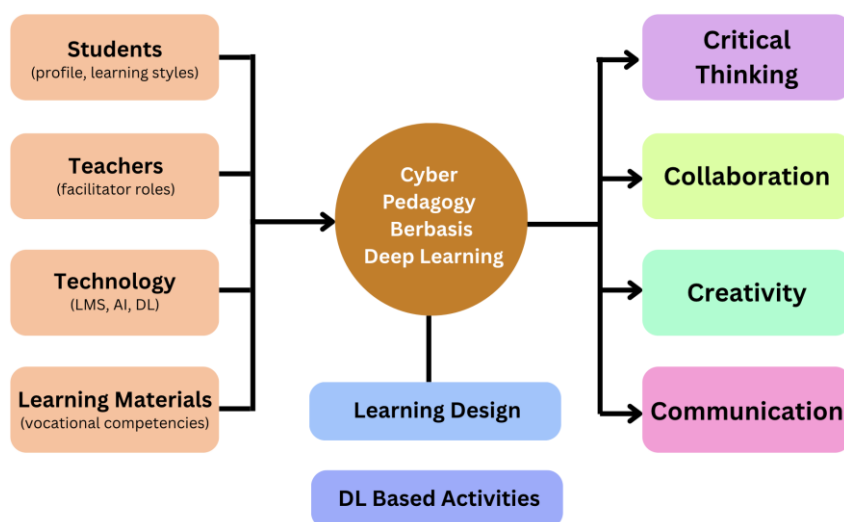 Students
(profile, learning styles)
Teachers
(facilitator roles)
Technology
(LMS, AI, DL)
Learning Materials
(vocational competencies)
Cyber
Pedagogy
Berbasis
Deep Learning
Learning Design
DL Based Activities
Critical
Thinking
Collaboration
Creativity
Communication